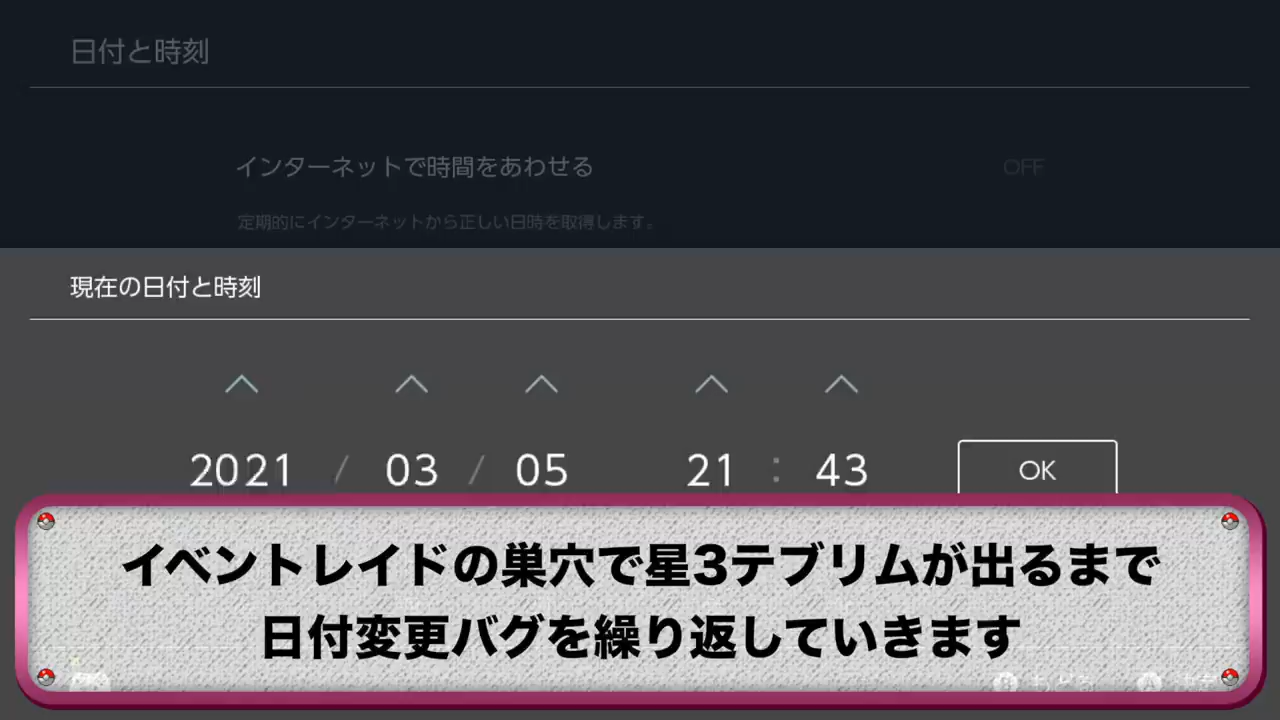 日付と時刻
インターネットで時間をあわせる OFF
定期的にインターネットから正しい日時を取得します。
現在の日付と時刻
2021 / 03 / 05 21 : 43 OK
イベントレイドの巣穴で星3テブリムが出るまで
日付変更バグを繰り返していきます